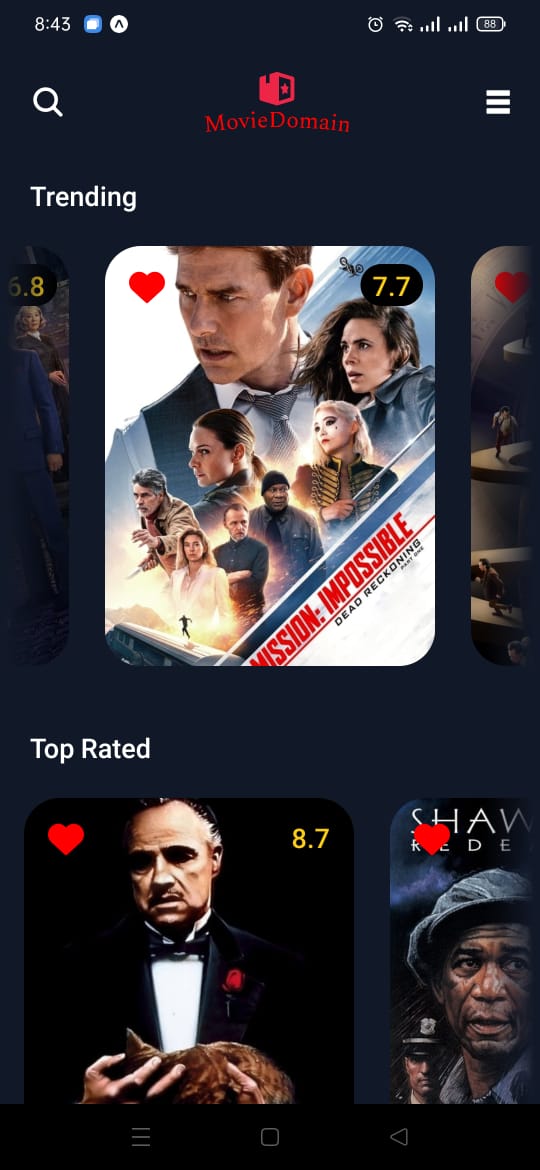 8:43
88
MovieDomain
Trending
6.8
7.7
MISSION: IMPOSSIBLE
DEAD RECKONING
PART ONE
Top Rated
8.7
SHAW
REDE